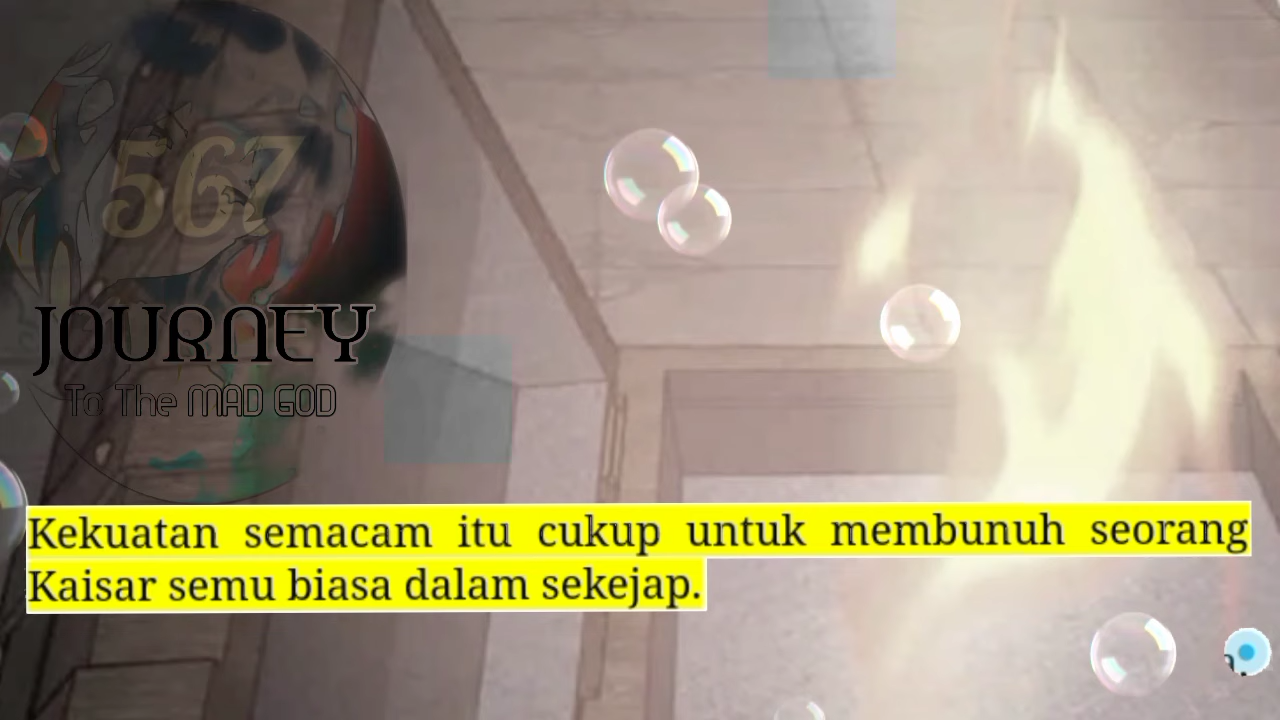 567
JOURNEY
To The MAD GOD
Kekuatan semacam itu cukup untuk membunuh seorang
Kaisar semu biasa dalam sekejap.